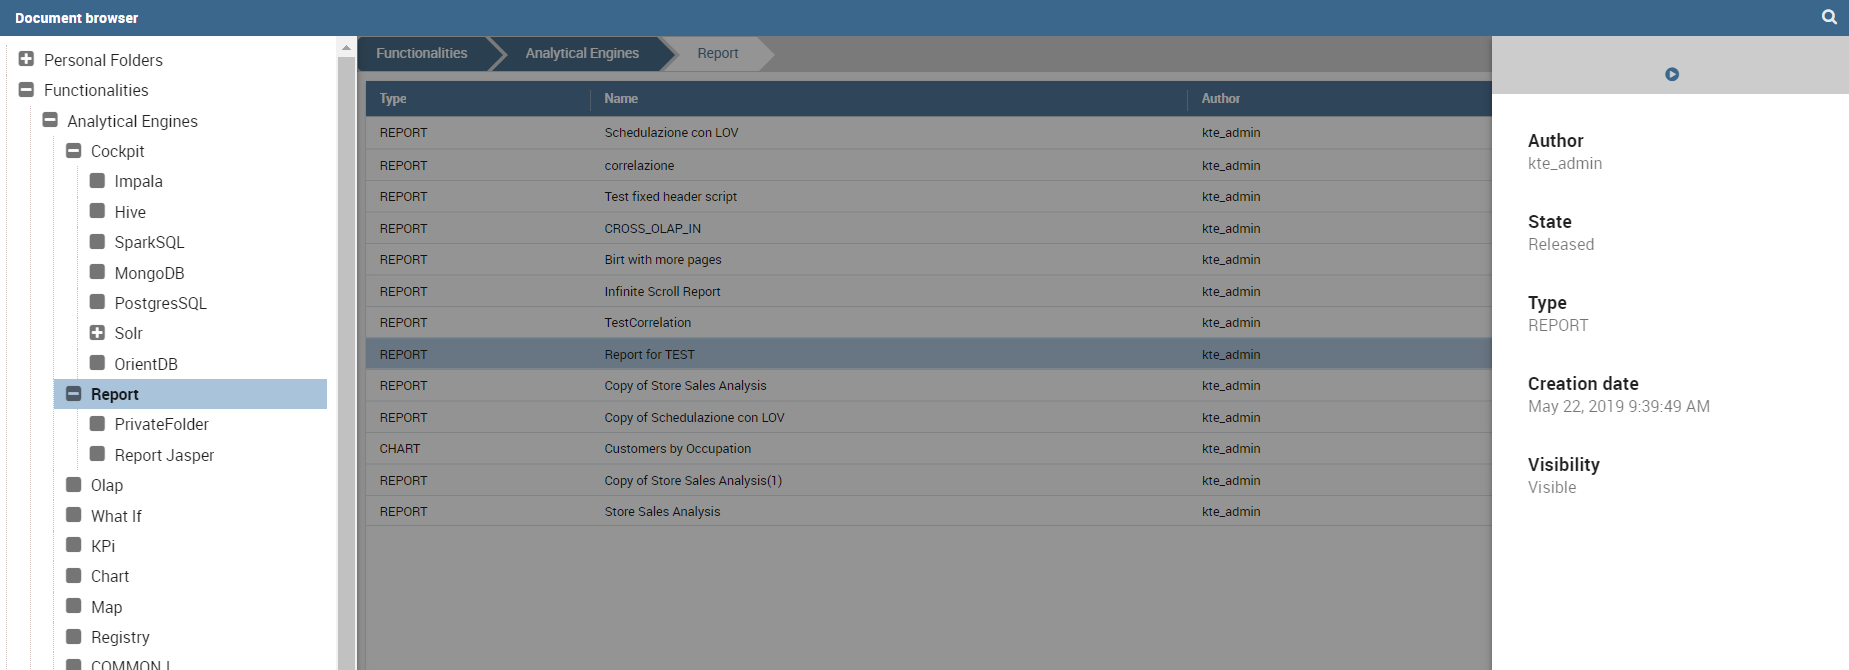 Document browser
Personal Folders
Functionalities
Analytical Engines
Cockpit
Impala
Hive
SparkSQL
MongoDB
PostgresSQL
Solr
OrientDB
Report
PrivateFolder
Report Jasper
Olap
What If
KPi
Chart
Map
Registry
Functionalities Analytical Engines Report
Type Name Author
REPORT Schedulazione con LOV kte_admin
REPORT correlazione kte_admin
REPORT Test fixed header script kte_admin
REPORT CROSS_OLAP_IN kte_admin
REPORT Birt with more pages kte_admin
REPORT Infinite Scroll Report kte_admin
REPORT TestCorrelation kte_admin
REPORT Report for TEST kte_admin
REPORT Copy of Store Sales Analysis kte_admin
REPORT Copy of Schedulazione con LOV kte_admin
CHART Customers by Occupation kte_admin
REPORT Copy of Store Sales Analysis(1) kte_admin
REPORT Store Sales Analysis kte_admin
Author
kte_admin
State
Released
Type
REPORT
Creation date
May 22, 2019 9:39:49 AM
Visibility
Visible